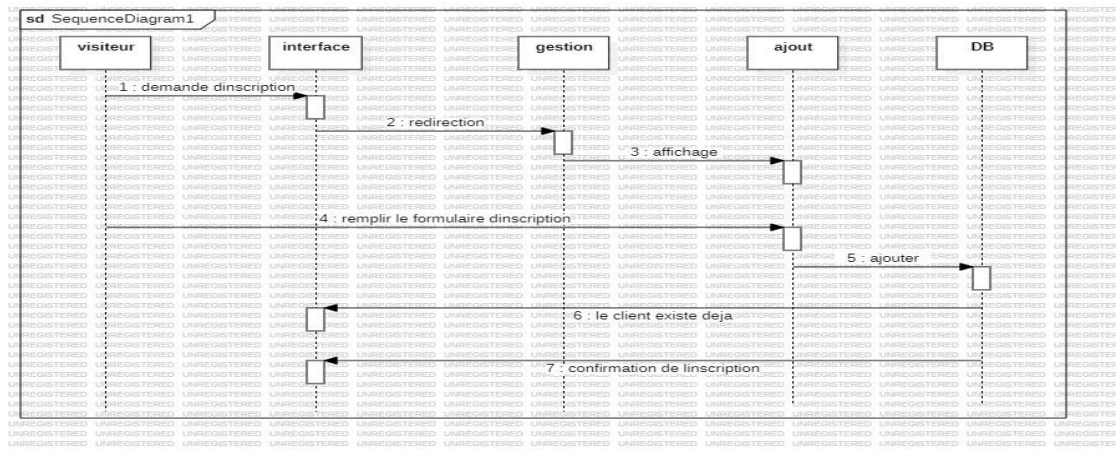 sd SequenceDiagram1
visiteur
interface
gestion
ajout
DB
1 : demande dinscription
2 : redirection
3 : affichage
4 : remplir le formulaire dinscription
5 : ajouter
6 : le client existe deja
7 : confirmation de linscription
UNREGISTERED